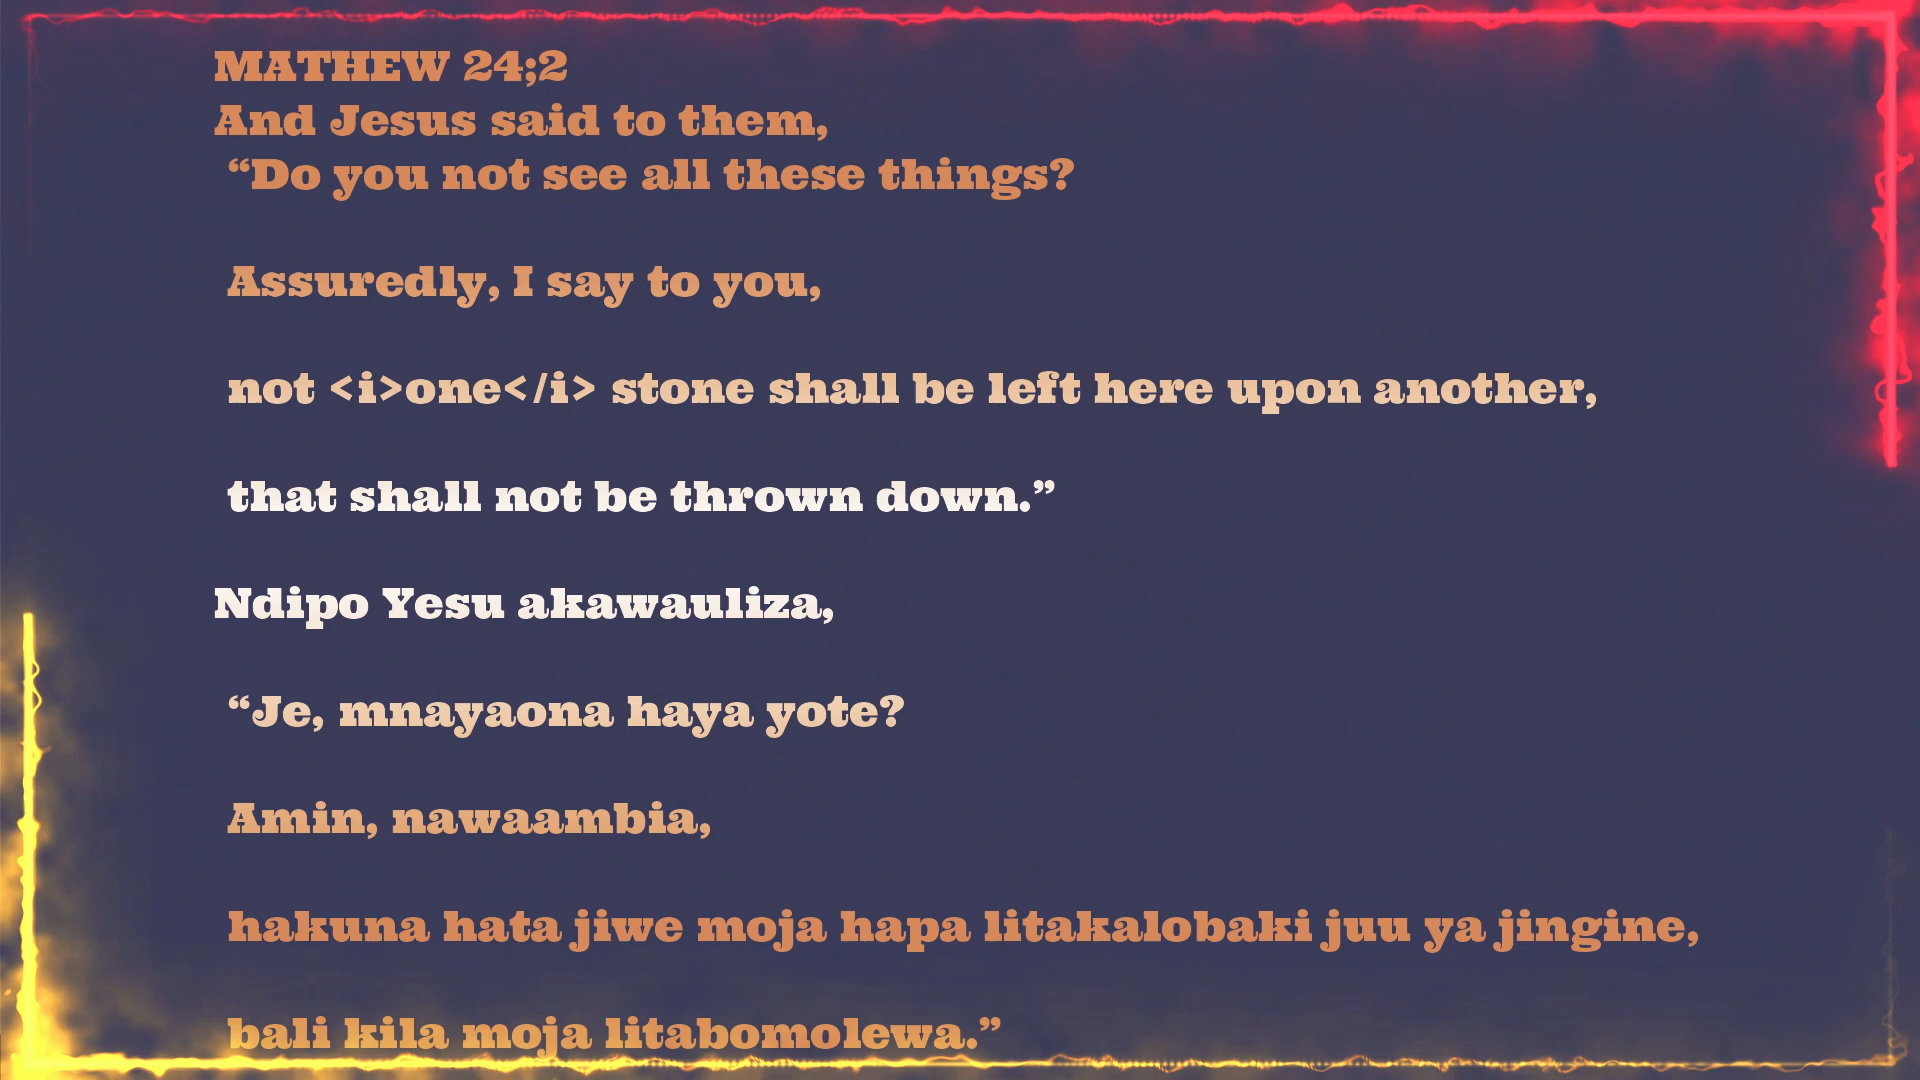 MATHEW 24;2
And Jesus said to them,
“Do you not see all these things?
Assuredly, I say to you,
not <i>one</i> stone shall be left here upon another,
that shall not be thrown down.”
Ndipo Yesu akawauliza,
“Je, mnayaona haya yote?
Amin, nawaambia,
hakuna hata jiwe moja hapa litakalobaki juu ya jingine,
bali kila moja litabomolewa.”